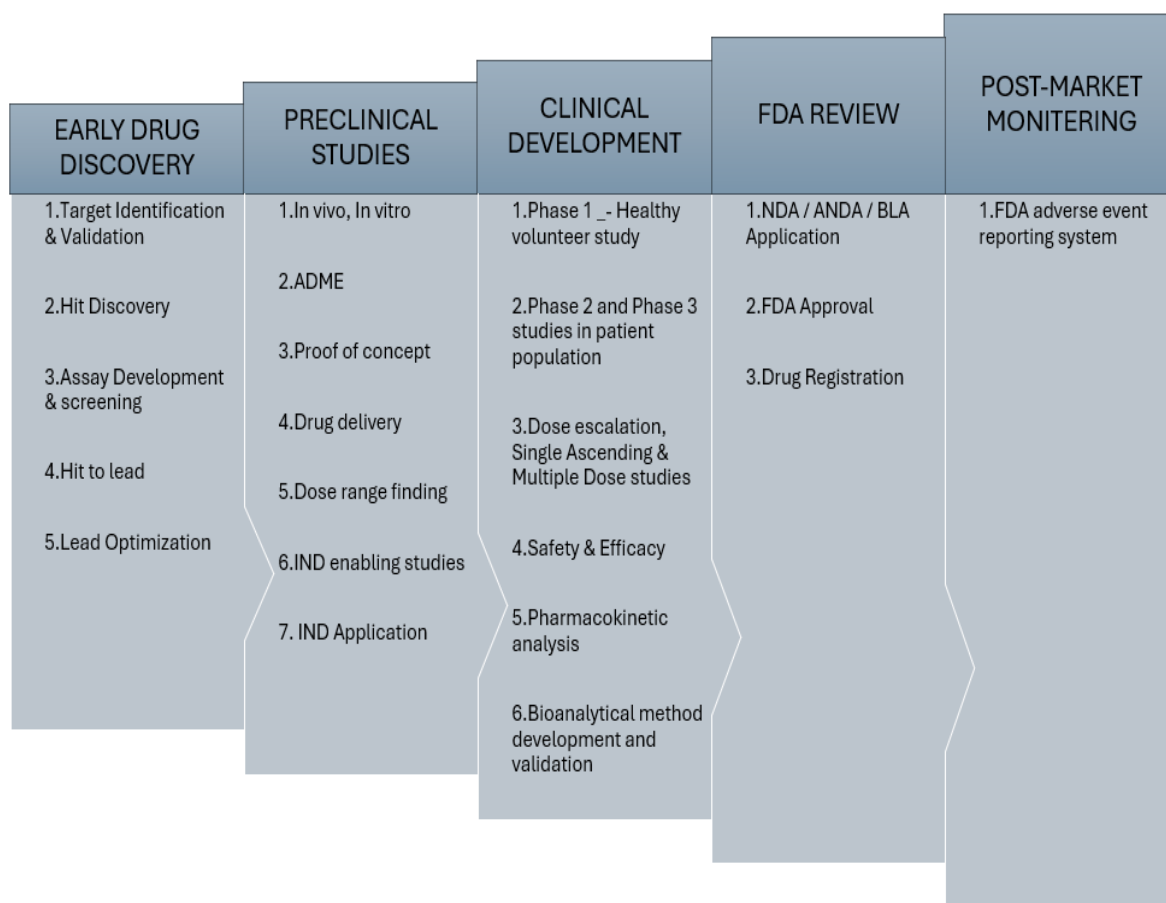 EARLY DRUG
DISCOVERY
1.Target Identification
& Validation
2.Hit Discovery
3.Assay Development
& screening
4.Hit to lead
5.Lead Optimization
PRECLINICAL
STUDIES
1.In vivo, In vitro
2.ADME
3.Proof of concept
4.Drug delivery
5.Dose range finding
6.IND enabling studies
7. IND Application
CLINICAL
DEVELOPMENT
1.Phase 1 _- Healthy
volunteer study
2.Phase 2 and Phase 3
studies in patient
population
3.Dose escalation,
Single Ascending &
Multiple Dose studies
4.Safety & Efficacy
5.Pharmacokinetic
analysis
6.Bioanalytical method
development and
validation
FDA REVIEW
1.NDA / ANDA / BLA
Application
2.FDA Approval
3.Drug Registration
POST-MARKET
MONITERING
1.FDA adverse event
reporting system